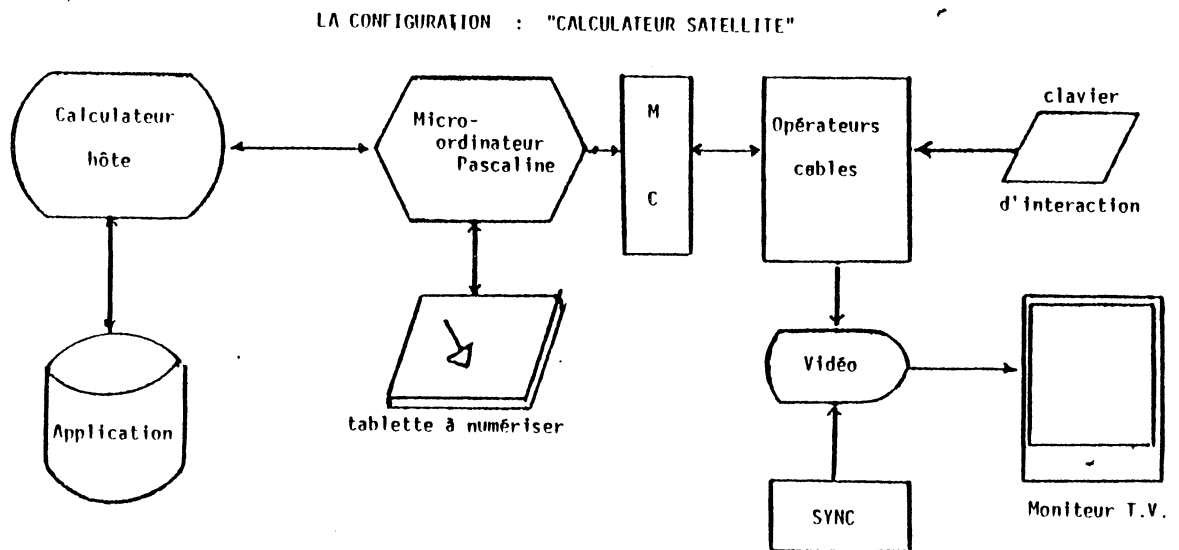 LA CONFIGURATION : "CALCULATEUR SATELLITE"
Calculateur
hôte
Micro-
ordinateur
Pascaline
M
C
Opérateurs
cables
clavier
d'interaction
Application
tablette à numériser
Vidéo
SYNC
Moniteur T.V.